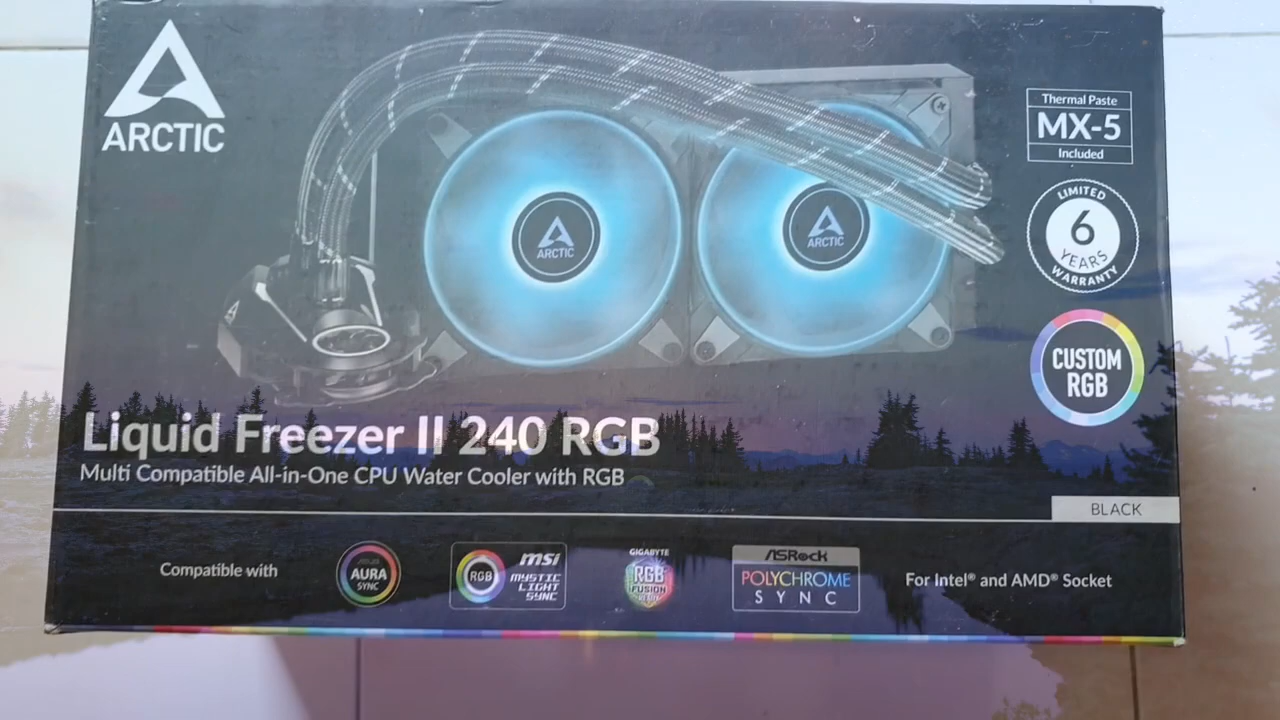 ARCTIC
ARCTIC
ARCTIC
Thermal Paste
MX-5
Included
LIMITED
6
YEARS
WARRANTY
CUSTOM
RGB
Liquid Freezer II 240 RGB
Multi Compatible All-in-One CPU Water Cooler with RGB
BLACK
Compatible with
AURA
SYNC
RGB
msi
MYSTIC
LIGHT
SYNC
GIGABYTE
RGB
FUSION
ASRock
POLYCHROME
SYNC
For Intel® and AMD® Socket